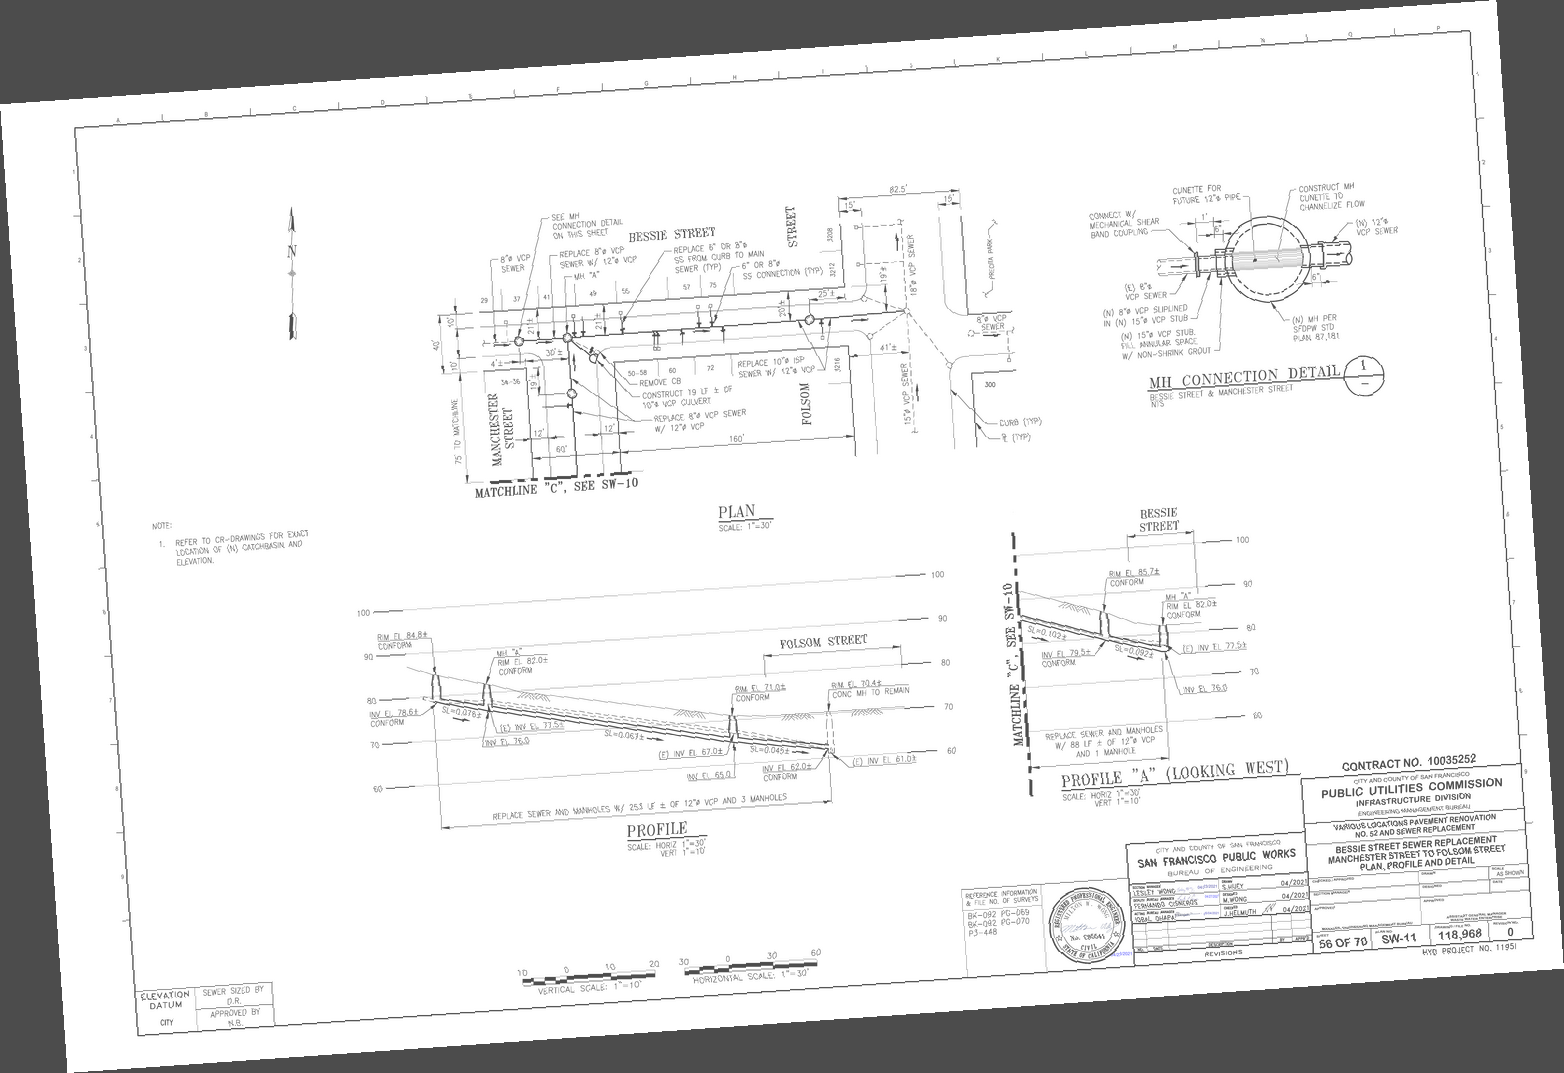 SEE MH
CONNECTION DETAIL
ON THIS SHEET
BESSIE STREET
STREET
82.5'
15'
15'
3208
3212
PRECITA PARK
8"ø VCP
SEWER
REPLACE 8"ø VCP
SEWER W/ 12"ø VCP
MH "A"
REPLACE 6" OR 8"ø
SS FROM CURB TO MAIN
SEWER (TYP)
6" OR 8"ø
SS CONNECTION (TYP)
29
37
41
49
55
57
75
25'±
19'±
20'±
21'±
21'±
18"ø VCP SEWER
8"ø VCP
SEWER
10'
40'
10'
4'±
30'±
19'±
41'±
54-56
50-58
60
72
3216
300
REPLACE 10"ø ISP
SEWER W/ 12"ø VCP
REMOVE CB
CONSTRUCT 19 LF ± OF
10"ø VCP CULVERT
REPLACE 8"ø VCP SEWER
W/ 12"ø VCP
MANCHESTER
STREET
FOLSOM
15"ø VCP SEWER
CURB (TYP)
(TYP)
75 TO MATCHLINE
12'
12'
60'
160'
MATCHLINE "C", SEE SW-10
PLAN
SCALE: 1"=30'
N
CUNETTE FOR
FUTURE 12"ø PIPE
CONSTRUCT MH
CUNETTE TO
CHANNELIZE FLOW
CONNECT W/
MECHANICAL SHEAR
BAND COUPLING
1'
6"
(N) 12"ø
VCP SEWER
(E) 8"ø
VCP SEWER
6"
(N) 8"ø VCP SLIPLINED
IN (N) 15"ø VCP STUB
(N) 15"ø VCP STUB.
FILL ANNULAR SPACE
W/ NON-SHRINK GROUT
(N) MH PER
SFDPW STD
PLAN 87,181
MH CONNECTION DETAIL
1
-
BESSIE STREET & MANCHESTER STREET
NTS
NOTE:
1. REFER TO CR-DRAWINGS FOR EXACT
LOCATION OF (N) CATCHBASIN AND
ELEVATION.
100
90
80
70
60
100
90
80
70
60
RIM EL 84.8±
CONFORM
MH "A"
RIM EL 82.0±
CONFORM
FOLSOM STREET
RIM EL 71.0±
CONFORM
RIM EL 70.4±
CONC MH TO REMAIN
INV EL 78.6±
CONFORM
SL=0.076±
(E) INV EL 77.5±
INV EL 76.0
SL=0.067±
(E) INV EL 67.0±
INV EL 65.0
SL=0.045±
INV EL 62.0±
CONFORM
(E) INV EL 61.0±
REPLACE SEWER AND MANHOLES W/ 253 LF ± OF 12"ø VCP AND 3 MANHOLES
PROFILE
SCALE: HORIZ 1"=30'
VERT 1"=10'
BESSIE
STREET
100
90
80
70
60
RIM EL 85.7±
CONFORM
MH "A"
RIM EL 82.0±
CONFORM
SL=0.102±
INV EL 79.5±
CONFORM
SL=0.092±
(E) INV EL 77.5±
INV EL 76.0
MATCHLINE "C", SEE SW-10
REPLACE SEWER AND MANHOLES
W/ 88 LF ± OF 12"ø VCP
AND 1 MANHOLE
PROFILE "A" (LOOKING WEST)
SCALE: HORIZ 1"=30'
VERT 1"=10'
ELEVATION
DATUM
CITY
SEWER SIZED BY
D.R.
APPROVED BY
N.B.
10 0 10 20
VERTICAL SCALE: 1"=10'
30 0 30 60
HORIZONTAL SCALE: 1"=30'
REFERENCE INFORMATION
& FILE NO. OF SURVEYS
BK-092 PG-069
BK-092 PG-070
P3-448
REGISTERED PROFESSIONAL ENGINEER
CIVIL
STATE OF CALIFORNIA
CITY AND COUNTY OF SAN FRANCISCO
SAN FRANCISCO PUBLIC WORKS
BUREAU OF ENGINEERING
SECTION MANAGER
LESLEY WONG
FERNANDO CISNEROS
IQBAL DHAPA
S.HUEY
M.WONG
J.HELMUTH
04/2021
04/2021
04/2021
NO. DATE DESCRIPTION BY APP'D
REVISIONS
CONTRACT NO. 10035252
CITY AND COUNTY OF SAN FRANCISCO
PUBLIC UTILITIES COMMISSION
INFRASTRUCTURE DIVISION
ENGINEERING MANAGEMENT BUREAU
VARIOUS LOCATIONS PAVEMENT RENOVATION
NO. 52 AND SEWER REPLACEMENT
BESSIE STREET SEWER REPLACEMENT
MANCHESTER STREET TO FOLSOM STREET
PLAN, PROFILE AND DETAIL
SCALE
AS SHOWN
DATE
SHEET
56 OF 70
SW-11
118,968
0
HYD PROJECT NO. 11951